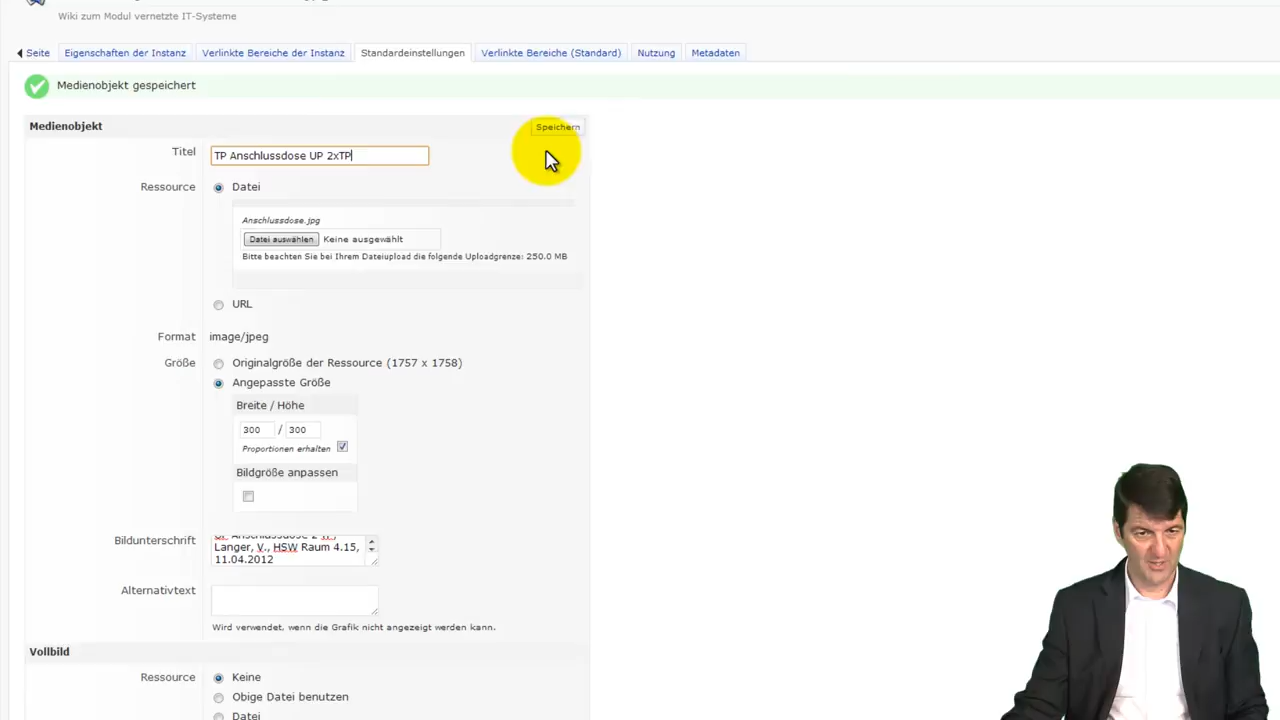 Wiki zum Modul vernetzte IT-Systeme
Seite Eigenschaften der Instanz Verlinkte Bereiche der Instanz Standardeinstellungen Verlinkte Bereiche (Standard) Nutzung Metadaten
Medienobjekt gespeichert
Medienobjekt Speichern
Titel TP Anschlussdose UP 2xTP
Ressource Datei
Anschlussdose.jpg
Datei auswählen Keine ausgewählt
Bitte beachten Sie bei Ihrem Dateiupload die folgende Uploadgrenze: 250.0 MB
URL
Format image/jpeg
Größe Originalgröße der Ressource (1757 x 1758)
Angepasste Größe
Breite / Höhe
300 / 300
Proportionen erhalten
Bildgröße anpassen
Bildunterschrift
Langer, V., HSW Raum 4.15,
11.04.2012
Alternativtext
Wird verwendet, wenn die Grafik nicht angezeigt werden kann.
Vollbild
Ressource Keine
Obige Datei benutzen
Datei